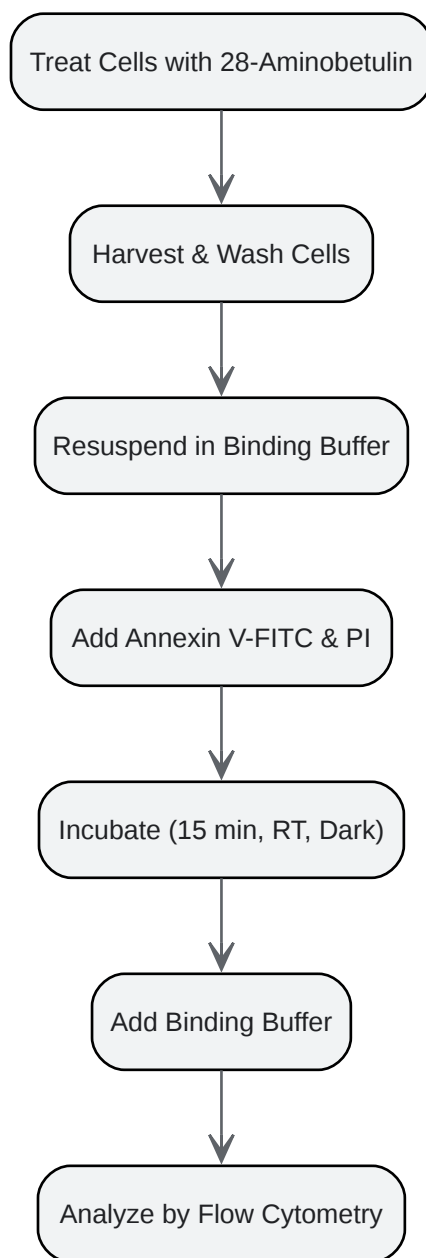 Treat Cells with 28-Aminobetulin
Harvest & Wash Cells
Resuspend in Binding Buffer
Add Annexin V-FITC & PI
Incubate (15 min, RT, Dark)
Add Binding Buffer
Analyze by Flow Cytometry